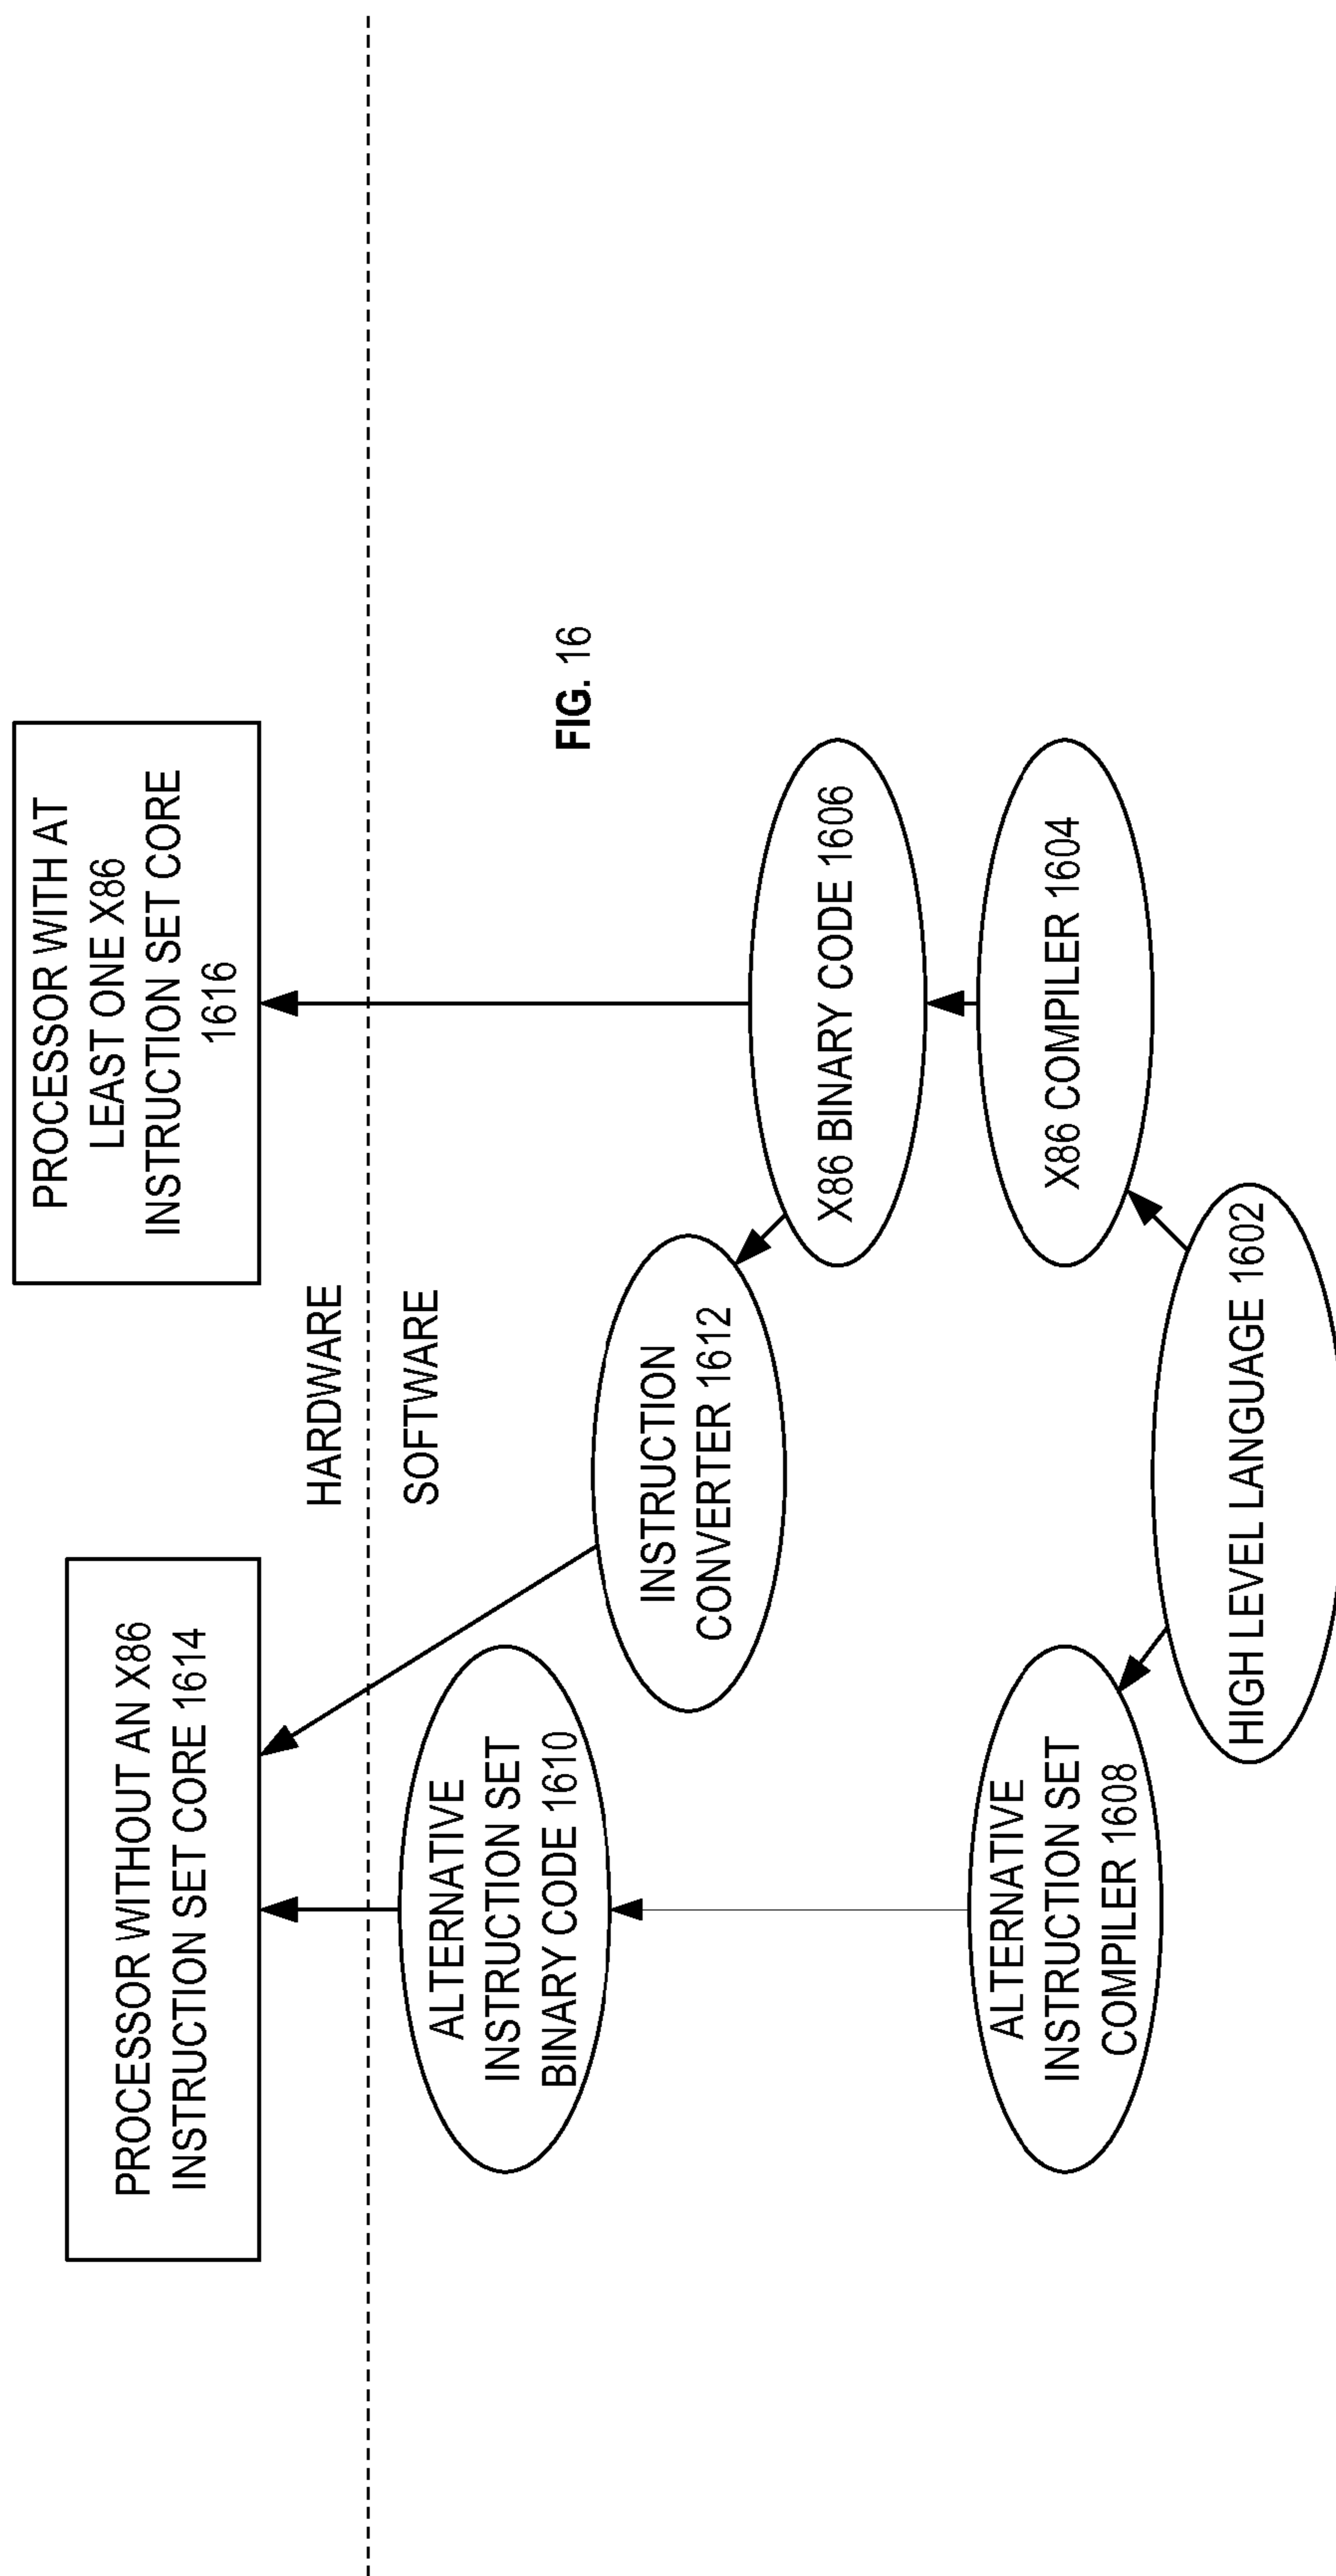 PROCESSOR WITHOUT AN X86
INSTRUCTION SET CORE 1614
PROCESSOR WITH AT
LEAST ONE X86
INSTRUCTION SET CORE
1616
HARDWARE
SOFTWARE
ALTERNATIVE
INSTRUCTION SET
BINARY CODE 1610
INSTRUCTION
CONVERTER 1612
FIG. 16
X86 BINARY CODE 1606
ALTERNATIVE
INSTRUCTION SET
COMPILER 1608
X86 COMPILER 1604
HIGH LEVEL LANGUAGE 1602